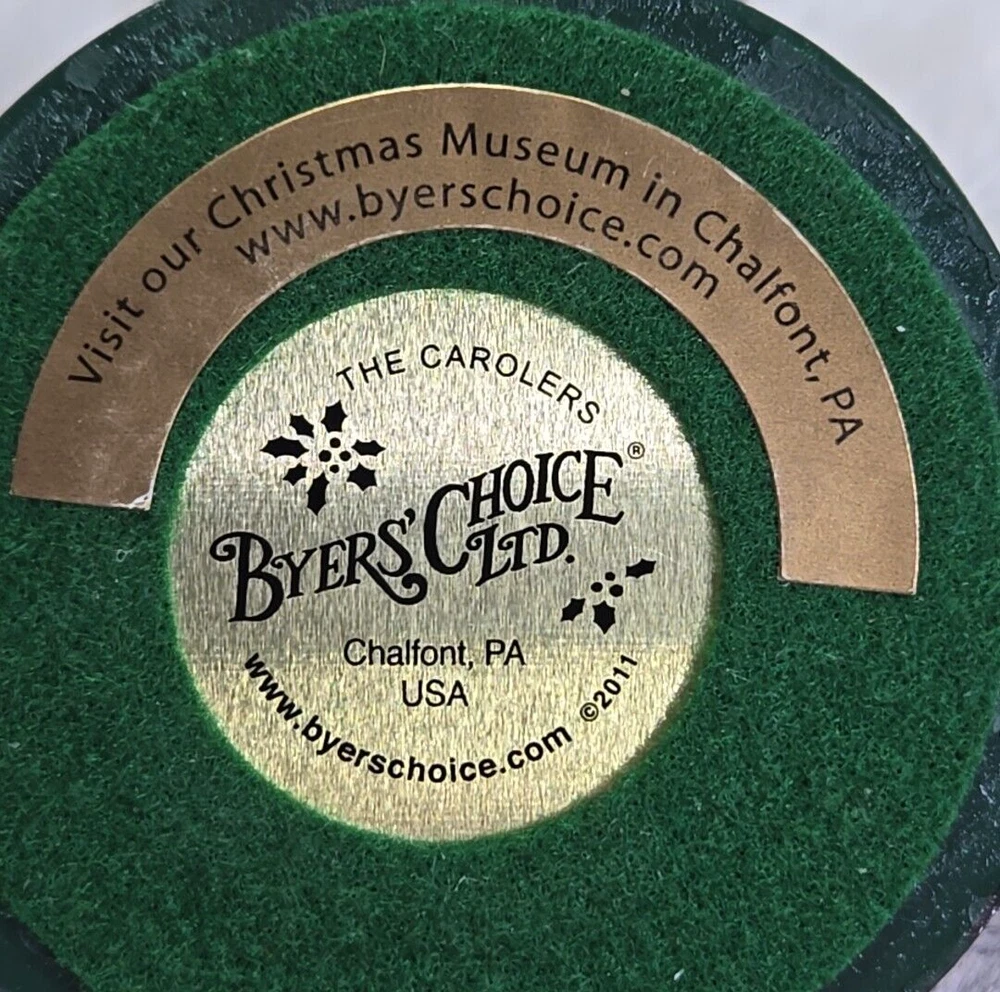 Visit our Christmas Museum in Chalfont, PA
www.byerschoice.com
THE CAROLERS
BYERS' CHOICE®
LTD.
Chalfont, PA
USA
www.byerschoice.com ©2011